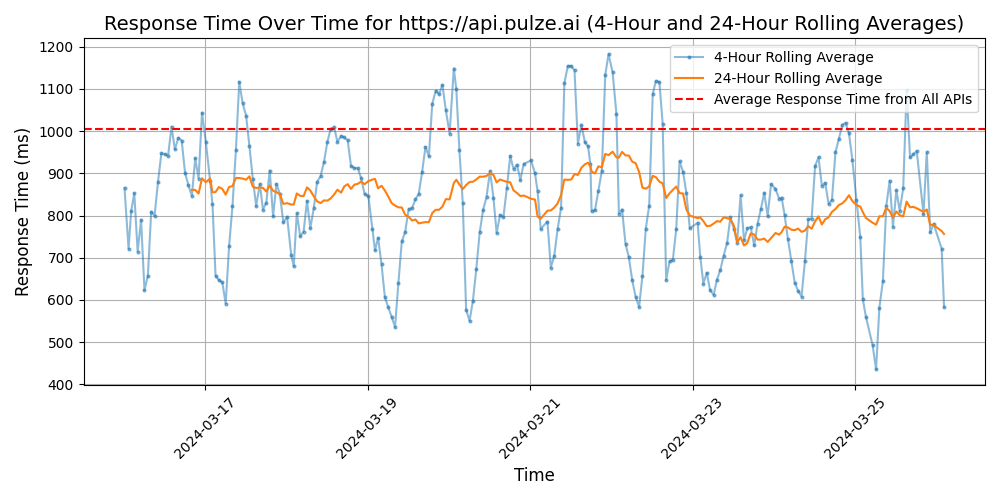 Response Time Over Time for https://api.pulze.ai (4-Hour and 24-Hour Rolling Averages)
4-Hour Rolling Average
24-Hour Rolling Average
Average Response Time from All APIs
Response Time (ms)
1200
1100
1000
900
800
700
600
500
400
2024-03-17
2024-03-19
2024-03-21
2024-03-23
2024-03-25
Time